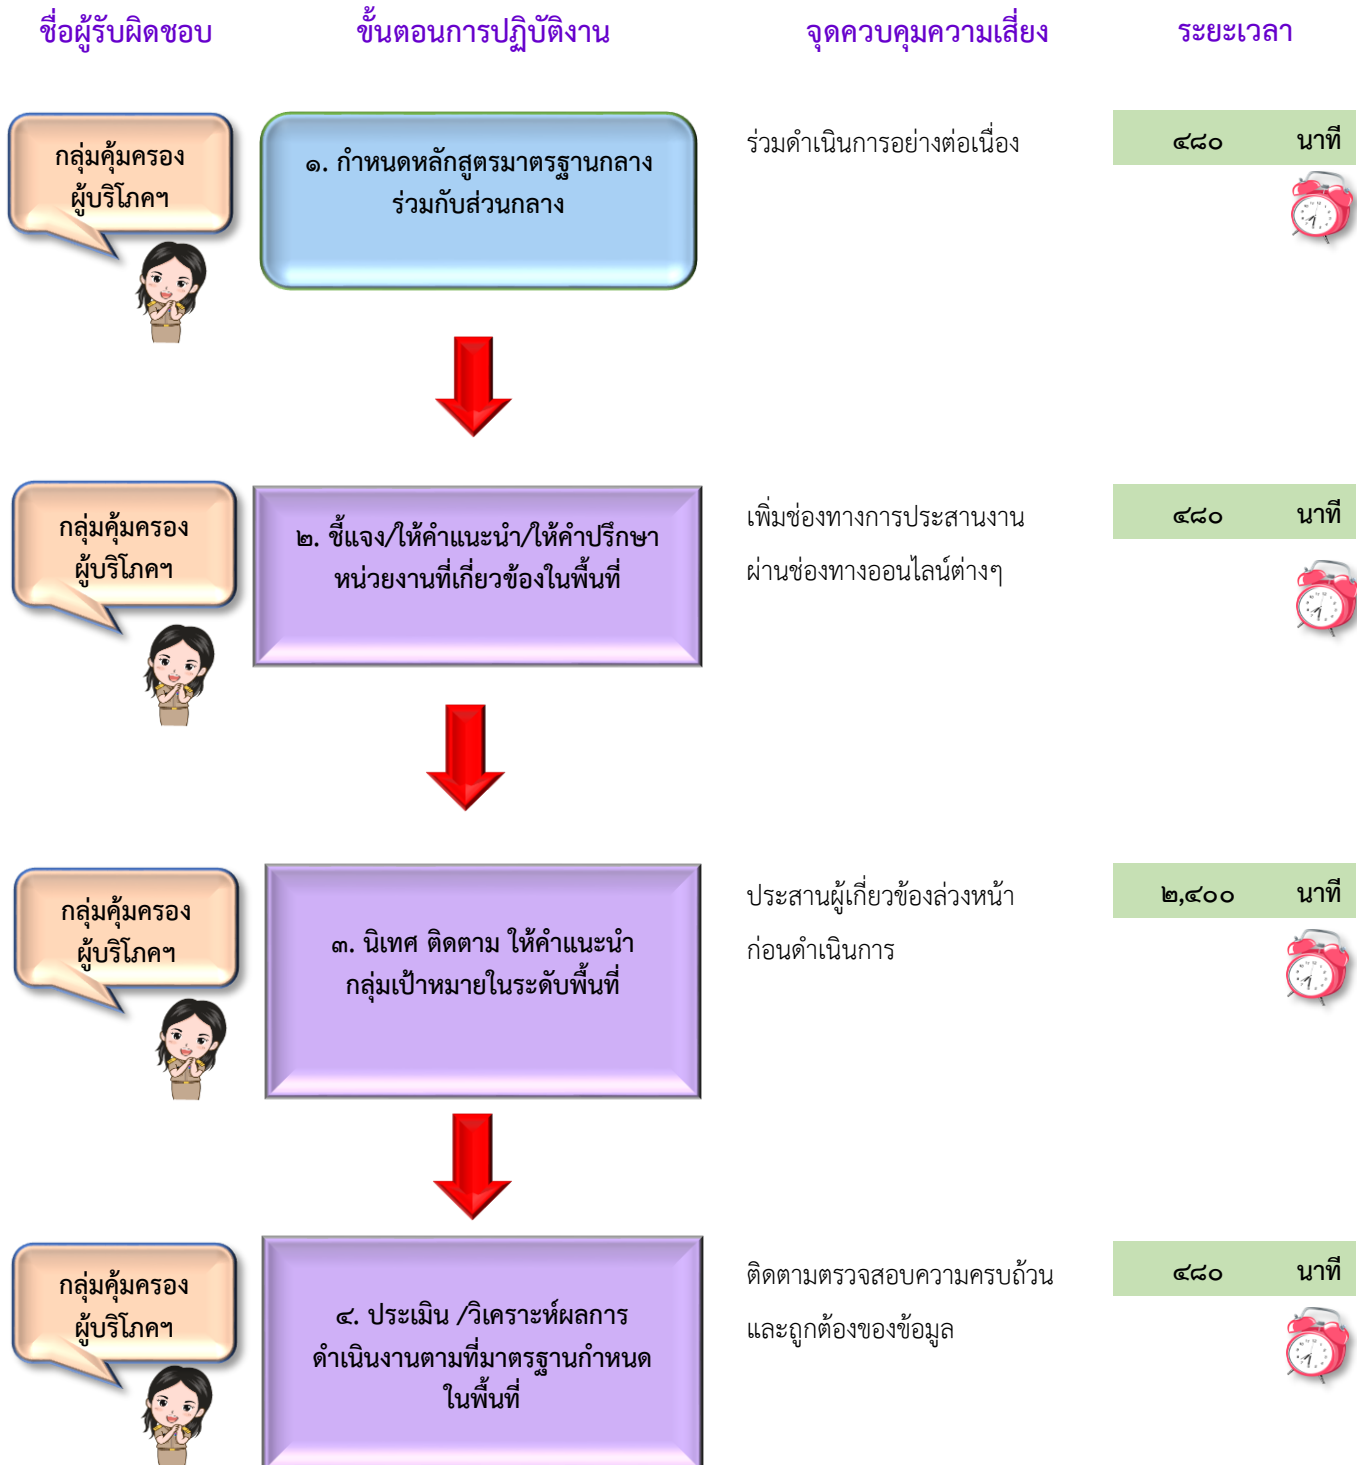 ชื่อผู้รับผิดชอบ ขั้นตอนการปฏิบัติงาน จุดควบคุมความเสี่ยง ระยะเวลา
กลุ่มคุ้มครอง
ผู้บริโภคฯ
๑. กำหนดหลักสูตรมาตรฐานกลาง
ร่วมกับส่วนกลาง
ร่วมดำเนินการอย่างต่อเนื่อง
๔๘๐ นาที
กลุ่มคุ้มครอง
ผู้บริโภคฯ
๒. ชี้แจง/ให้คำแนะนำ/ให้คำปรึกษา
หน่วยงานที่เกี่ยวข้องในพื้นที่
เพิ่มช่องทางการประสานงาน
ผ่านช่องทางออนไลน์ต่างๆ
๔๘๐ นาที
กลุ่มคุ้มครอง
ผู้บริโภคฯ
๓. นิเทศ ติดตาม ให้คำแนะนำ
กลุ่มเป้าหมายในระดับพื้นที่
ประสานผู้เกี่ยวข้องล่วงหน้า
ก่อนดำเนินการ
๒,๔๐๐ นาที
กลุ่มคุ้มครอง
ผู้บริโภคฯ
๔. ประเมิน /วิเคราะห์ผลการ
ดำเนินงานตามที่มาตรฐานกำหนด
ในพื้นที่
ติดตามตรวจสอบความครบถ้วน
และถูกต้องของข้อมูล
๔๘๐ นาที